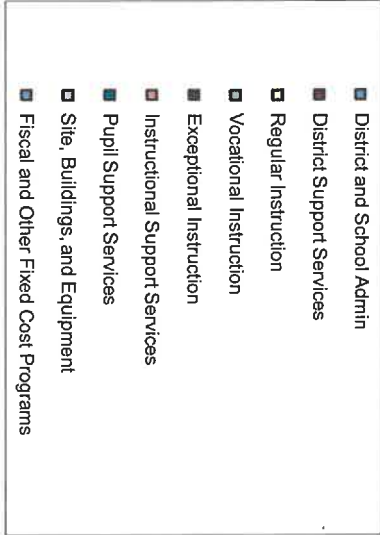 District and School Admin
District Support Services
Regular Instruction
Vocational Instruction
Exceptional Instruction
Instructional Support Services
Pupil Support Services
Site, Buildings, and Equipment
Fiscal and Other Fixed Cost Programs